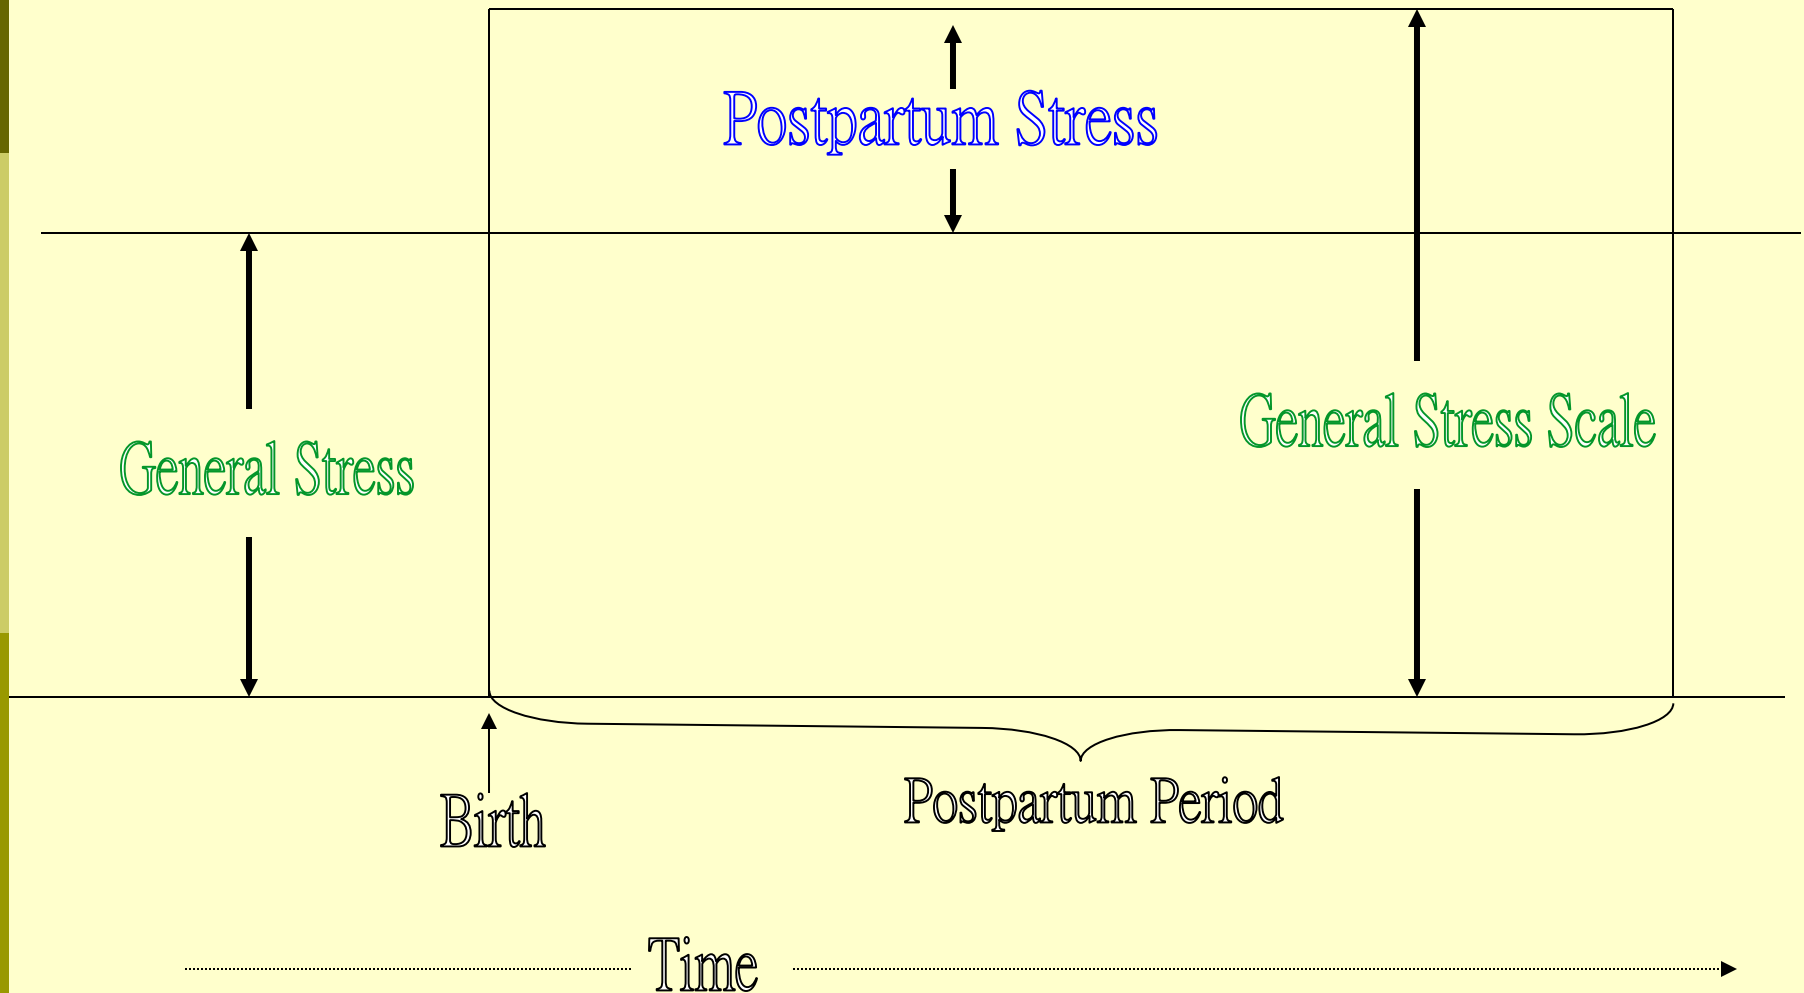 Postpartum Stress
General Stress Scale
General Stress
Postpartum Period
Birth
Time